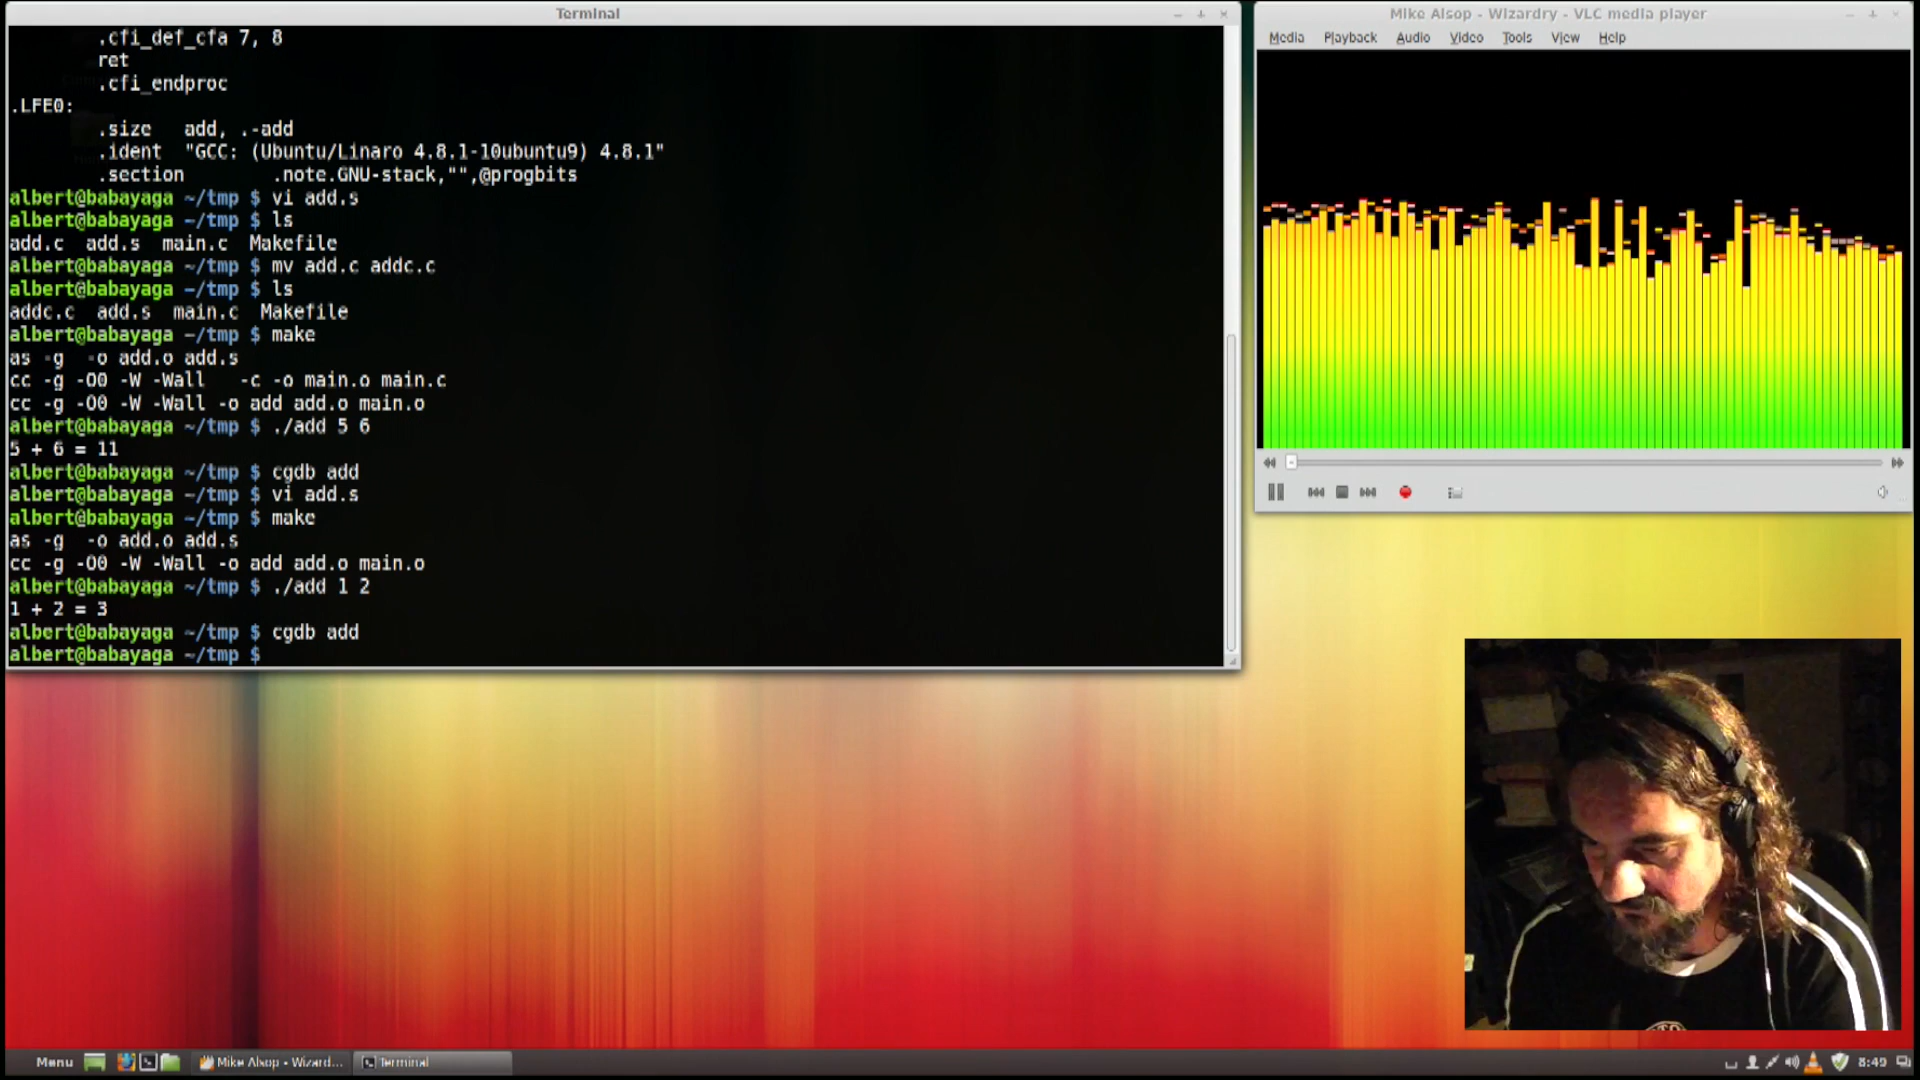 Terminal
.cfi_def_cfa 7, 8
ret
.cfi_endproc
.LFE0:
.size add, .-add
.ident "GCC: (Ubuntu/Linaro 4.8.1-10ubuntu9) 4.8.1"
.section .note.GNU-stack,"",@progbits
albert@babayaga ~/tmp $ vi add.s
albert@babayaga ~/tmp $ ls
add.c add.s main.c Makefile
albert@babayaga ~/tmp $ mv add.c addc.c
albert@babayaga ~/tmp $ ls
addc.c add.s main.c Makefile
albert@babayaga ~/tmp $ make
as -g -o add.o add.s
cc -g -O0 -W -Wall -c -o main.o main.c
cc -g -O0 -W -Wall -o add add.o main.o
albert@babayaga ~/tmp $ ./add 5 6
5 + 6 = 11
albert@babayaga ~/tmp $ cgdb add
albert@babayaga ~/tmp $ vi add.s
albert@babayaga ~/tmp $ make
as -g -o add.o add.s
cc -g -O0 -W -Wall -o add add.o main.o
albert@babayaga ~/tmp $ ./add 1 2
1 + 2 = 3
albert@babayaga ~/tmp $ cgdb add
albert@babayaga ~/tmp $
Mike Alsop - Wizardry - VLC media player
Media Playback Audio Video Tools View Help
Menu Mike Alsop - Wizard... Terminal 8:49